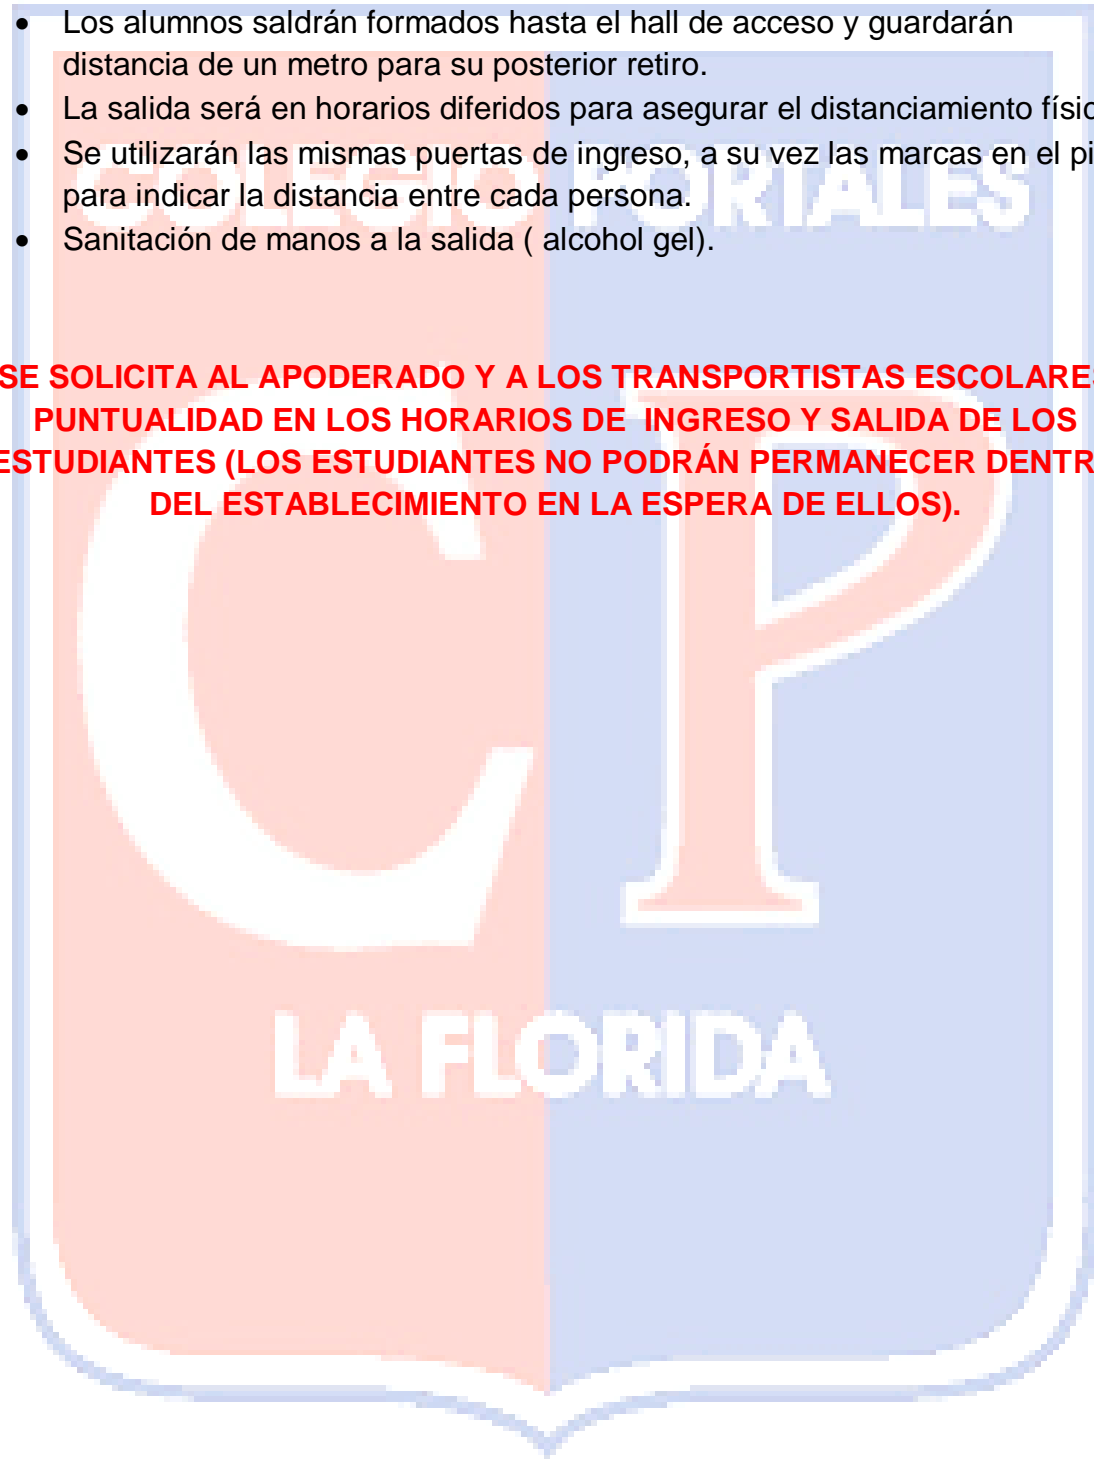 • Los alumnos saldrán formados hasta el hall de acceso y guardarán
distancia de un metro para su posterior retiro.
• La salida será en horarios diferidos para asegurar el distanciamiento físic
• Se utilizarán las mismas puertas de ingreso, a su vez las marcas en el pi
para indicar la distancia entre cada persona.
COLEGIO PORTALES
• Sanitación de manos a la salida ( alcohol gel).
SE SOLICITA AL APODERADO Y A LOS TRANSPORTISTAS ESCOLARES
PUNTUALIDAD EN LOS HORARIOS DE INGRESO Y SALIDA DE LOS
ESTUDIANTES (LOS ESTUDIANTES NO PODRÁN PERMANECER DENTR
DEL ESTABLECIMIENTO EN LA ESPERA DE ELLOS).
CP
LA FLORIDA